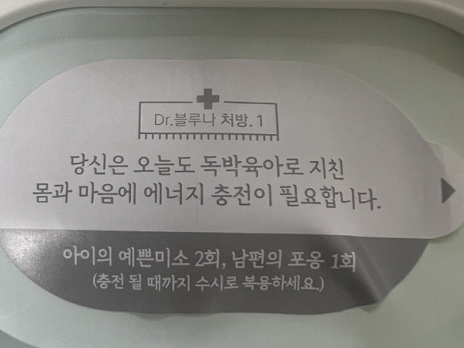 Dr.블루나 처방. 1
당신은 오늘도 독박육아로 지친
몸과 마음에 에너지 충전이 필요합니다.
아이의 예쁜미소 2회, 남편의 포옹 1회
(충전 될 때까지 수시로 복용하세요.)